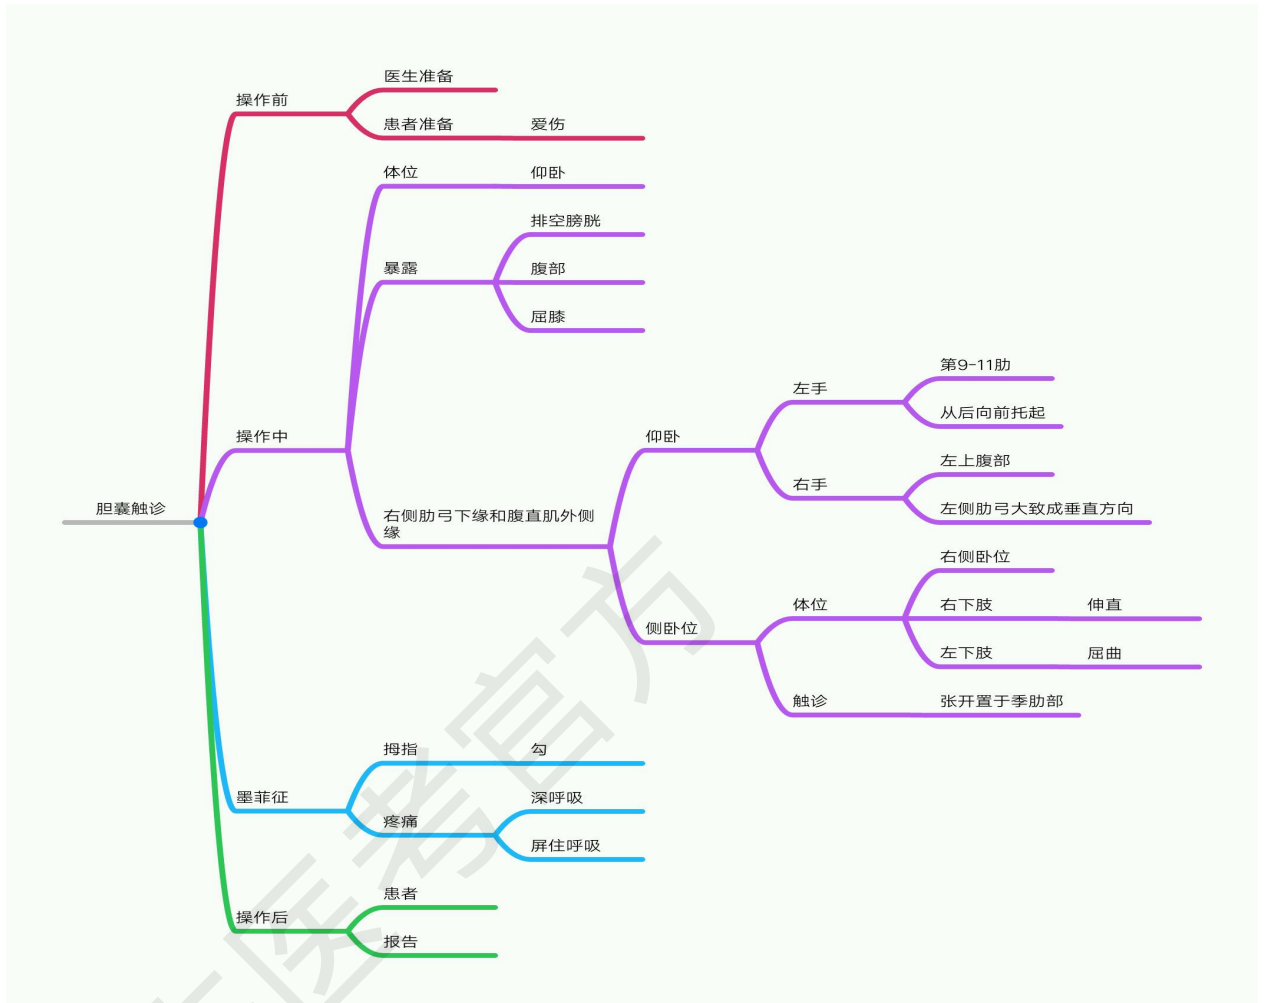 胆囊触诊
操作前
医生准备
患者准备
爱伤
操作中
体位
仰卧
暴露
排空膀胱
腹部
屈膝
右侧肋弓下缘和腹直肌外侧
缘
仰卧
左手
第9-11肋
从后向前托起
右手
左上腹部
左侧肋弓大致成垂直方向
侧卧位
体位
右侧卧位
右下肢
伸直
左下肢
屈曲
触诊
张开置于季肋部
墨菲征
拇指
勾
疼痛
深呼吸
屏住呼吸
操作后
患者
报告
医考官方